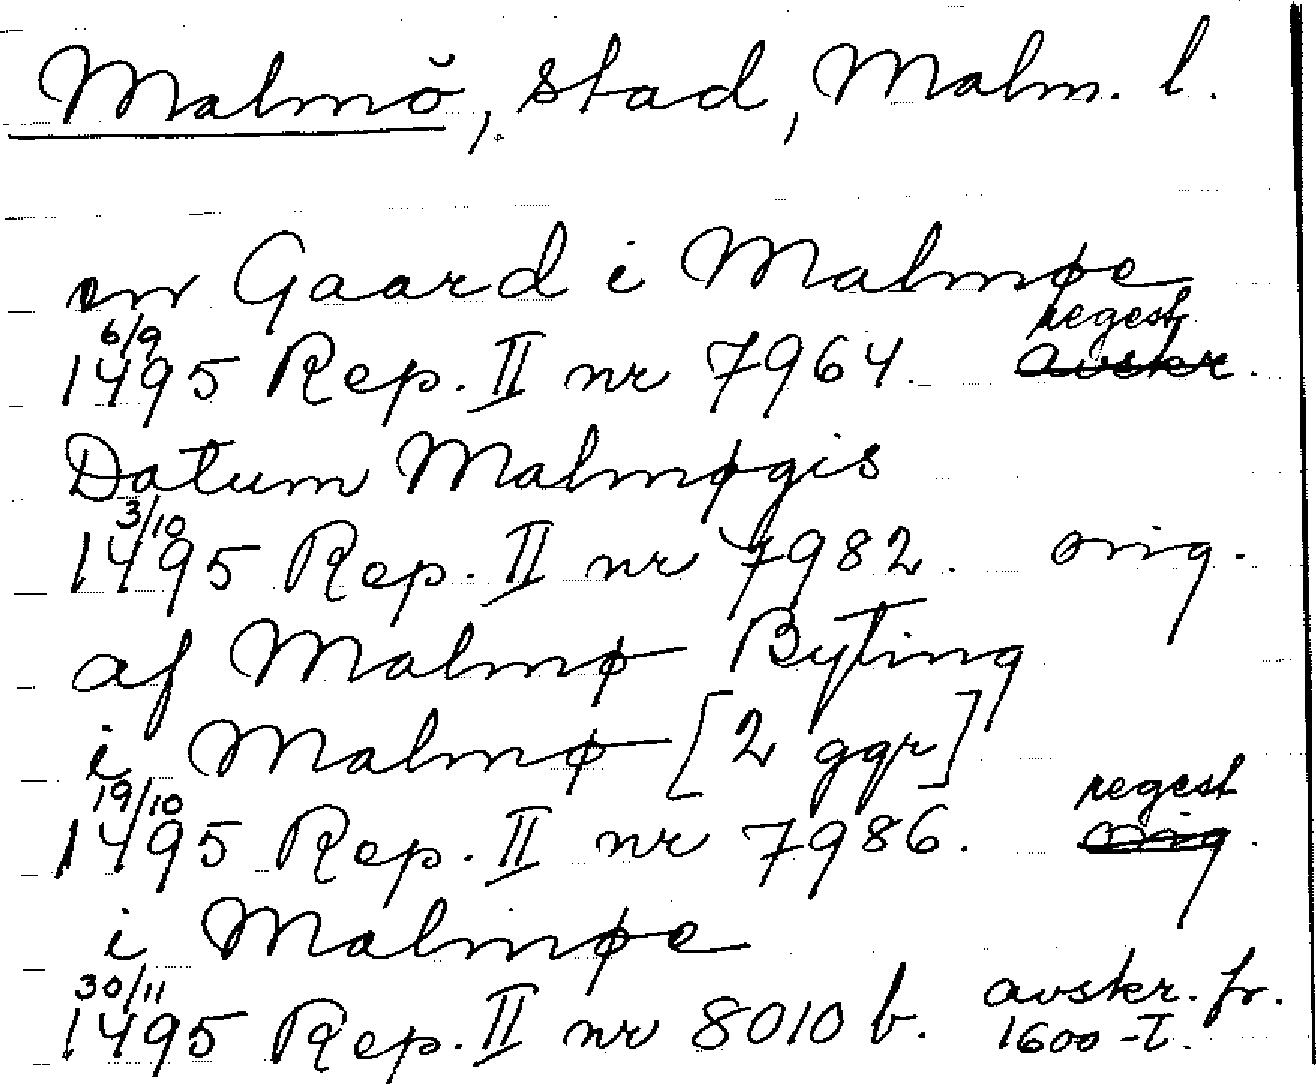 Malmö, stad, Malm. l.
en Gaard i Malmøe
6/9 regest
1495 Rep. II nr 7964. avskr.
Datum Malmøgis
3/10
1495 Rep. II nr 7982. orig.
af Malmø Byting
i Malmø [2 ggr]
19/10 regest
1495 Rep. II nr 7986. orig.
i Malmøe
30/11 avskr. fr.
1495 Rep. II nr 8010 b. 1600-t.